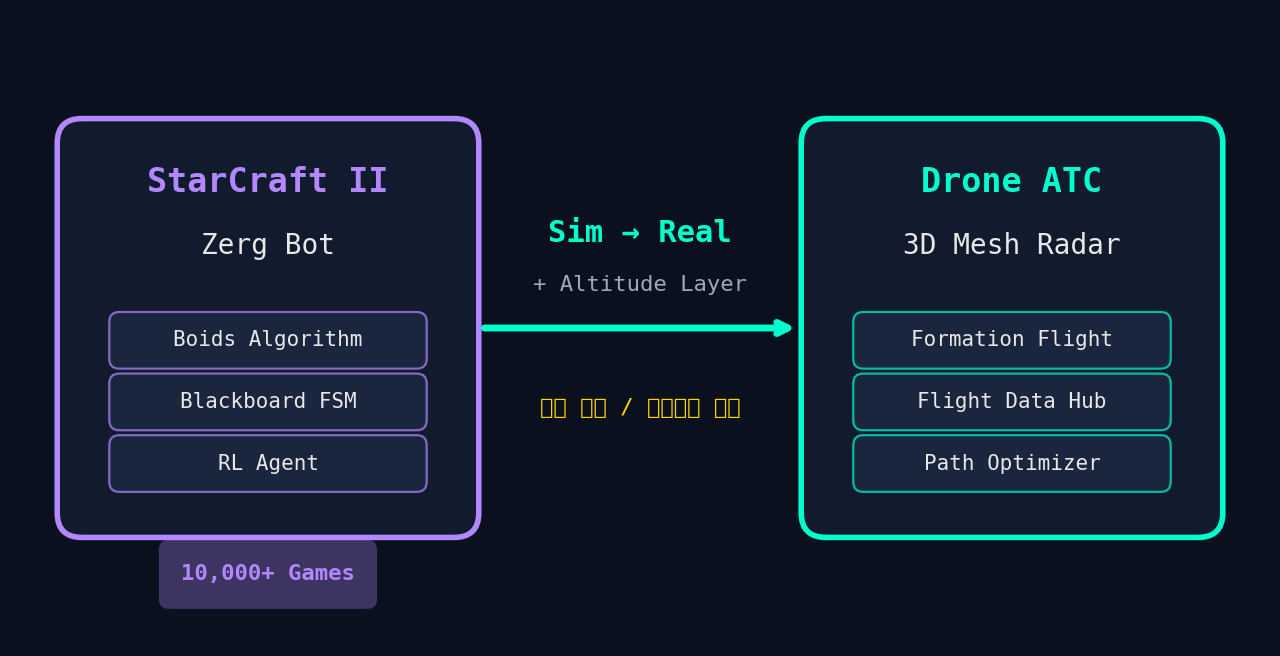 StarCraft II
Zerg Bot
Boids Algorithm
Blackboard FSM
RL Agent
10,000+ Games
Sim → Real
+ Altitude Layer
Drone ATC
3D Mesh Radar
Formation Flight
Flight Data Hub
Path Optimizer